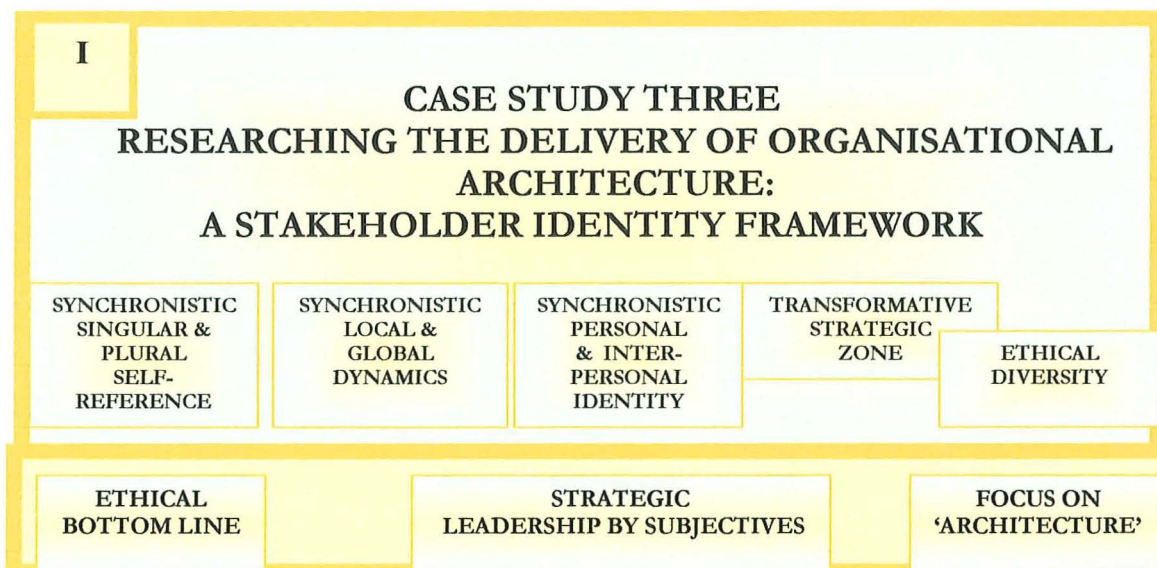 I
CASE STUDY THREE
RESEARCHING THE DELIVERY OF ORGANISATIONAL
ARCHITECTURE:
A STAKEHOLDER IDENTITY FRAMEWORK
SYNCHRONISTIC
SINGULAR &
PLURAL
SELF-
REFERENCE
SYNCHRONISTIC
LOCAL &
GLOBAL
DYNAMICS
SYNCHRONISTIC
PERSONAL
& INTER-
PERSONAL
IDENTITY
TRANSFORMATIVE
STRATEGIC
ZONE
ETHICAL
DIVERSITY
ETHICAL
BOTTOM LINE
STRATEGIC
LEADERSHIP BY SUBJECTIVES
FOCUS ON
‘ARCHITECTURE’